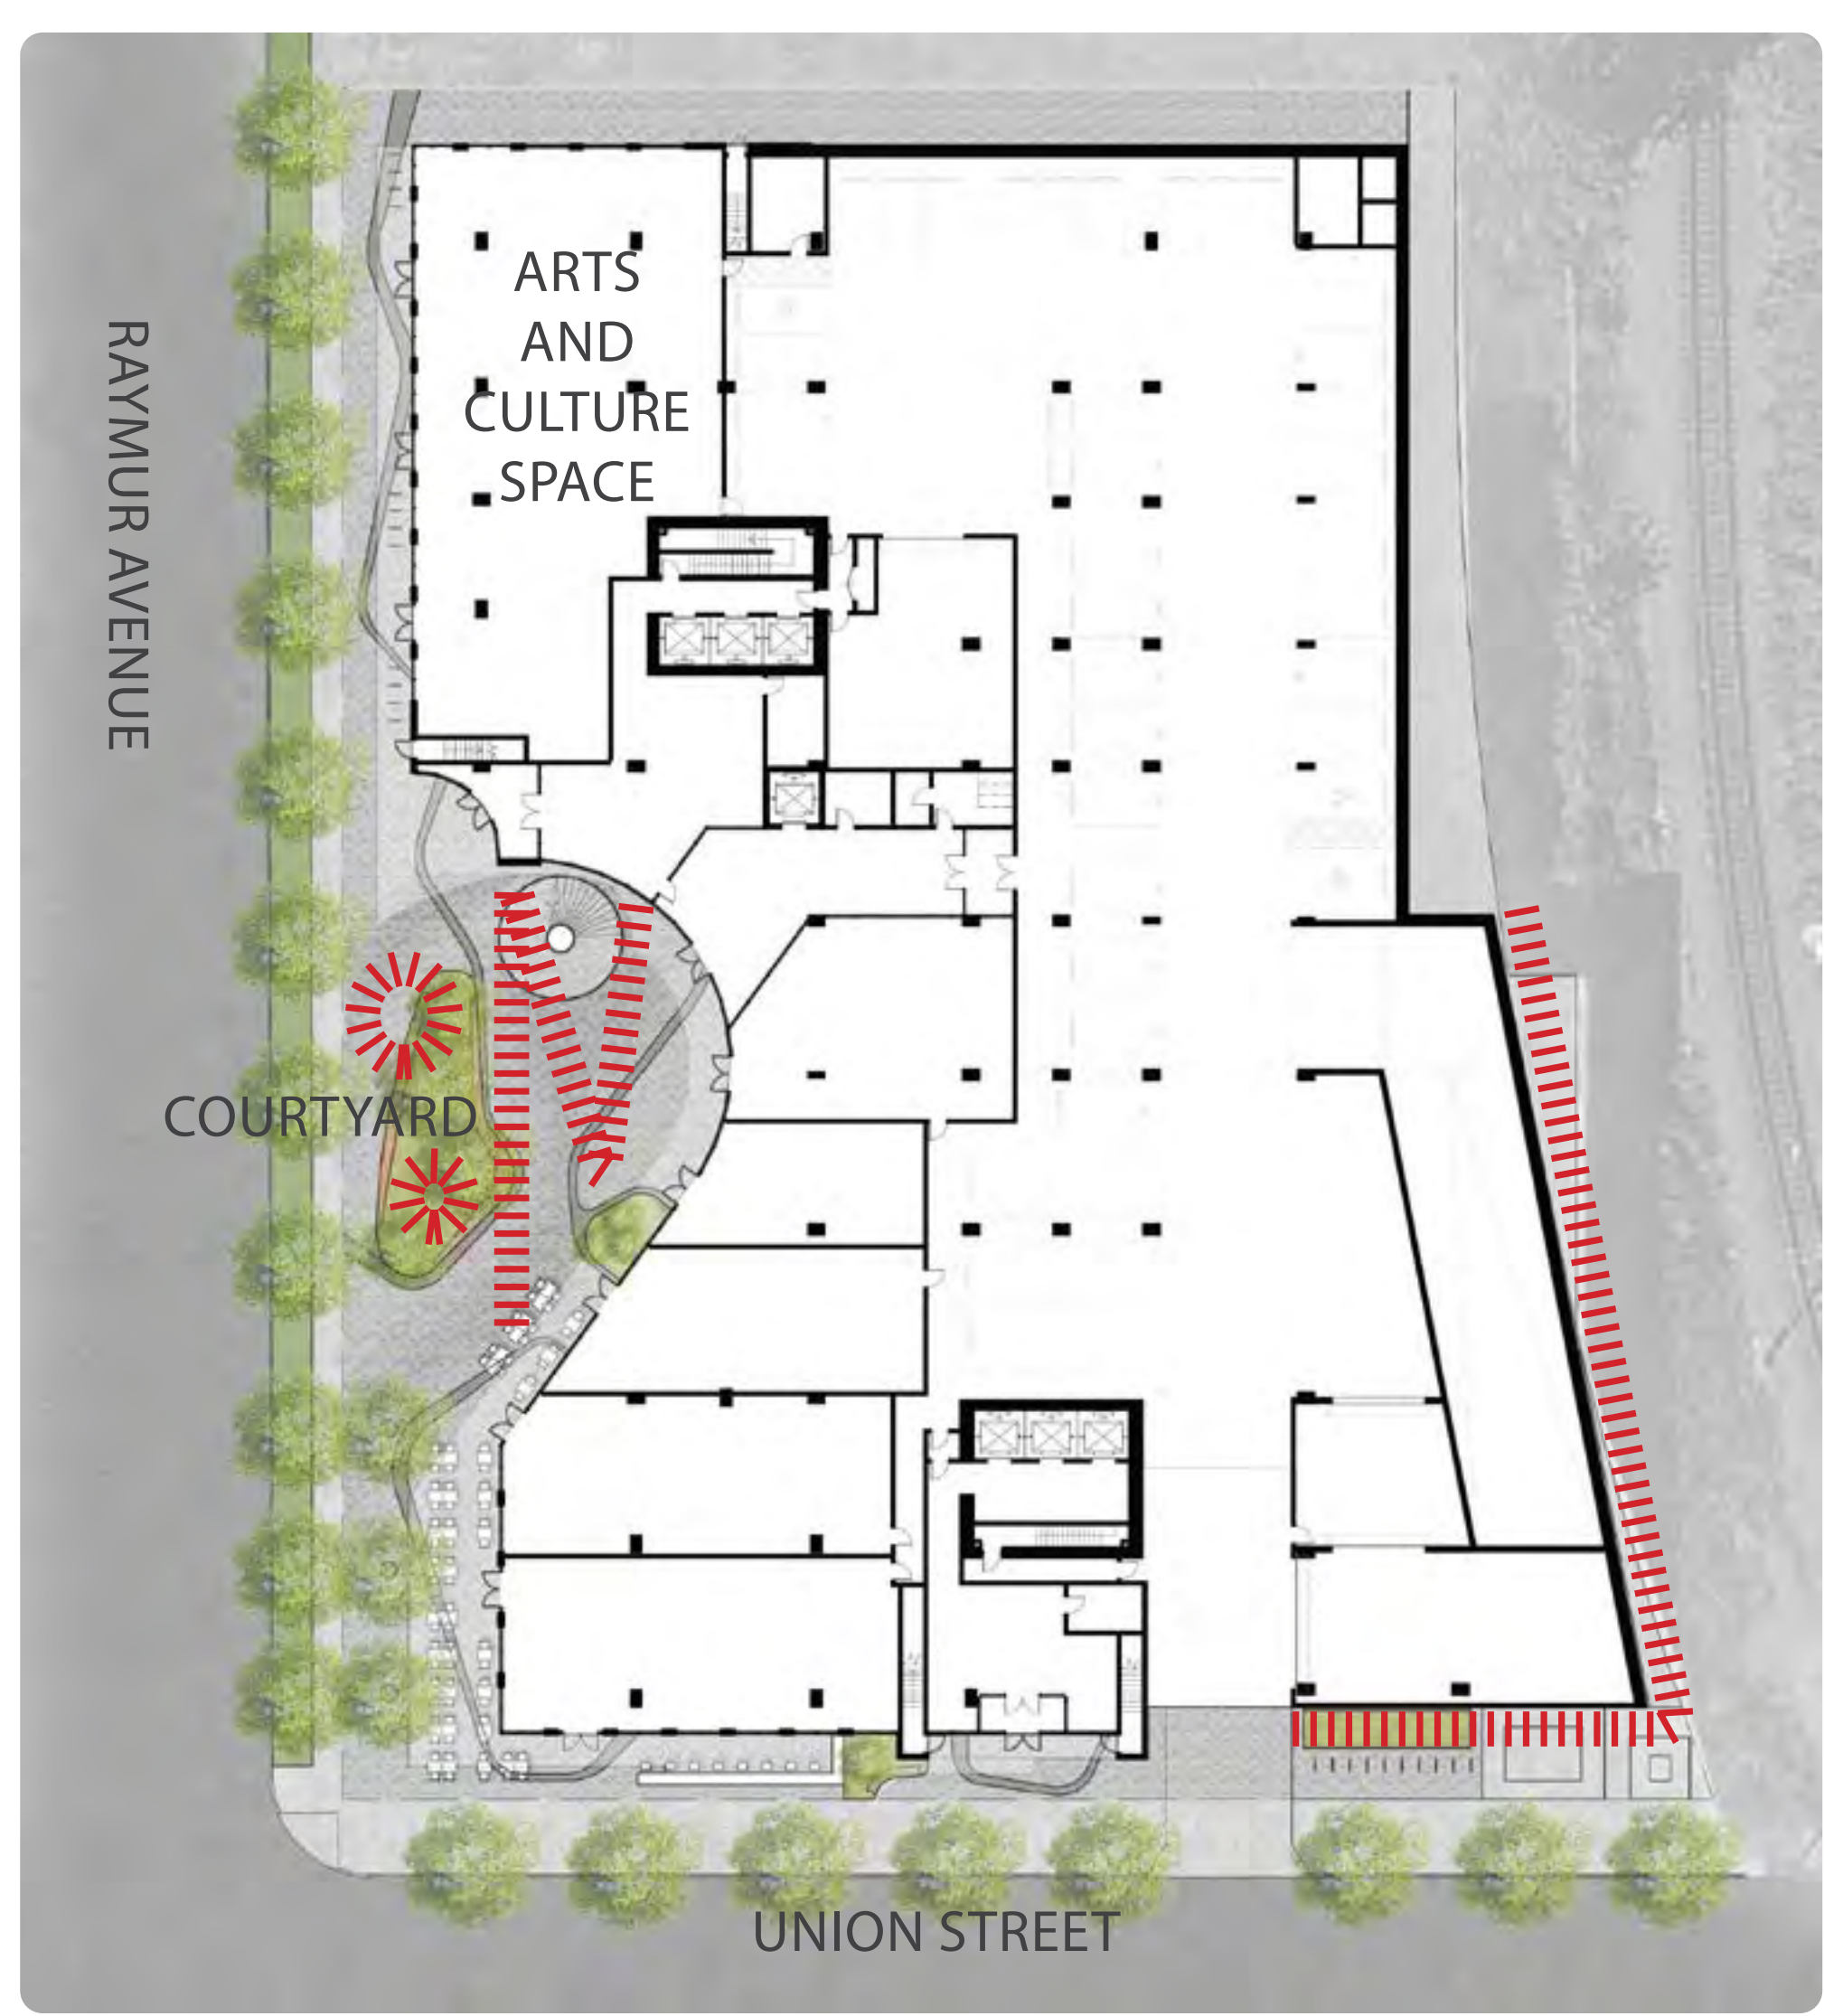 ARTS
AND
CULTURE
SPACE
RAYMUR AVENUE
COURTYARD
UNION STREET